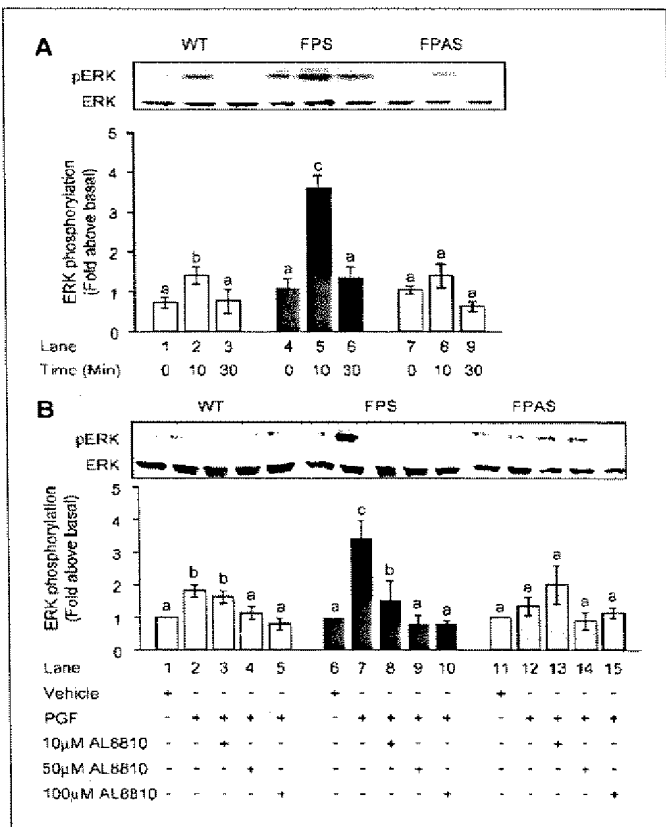 A
WT FPS FPAS
pERK
ERK
ERK phosphorylation
(Fold above basal)
5
4
3
2
1
0
a b a a c a a a a
Lane 1 2 3 4 5 6 7 8 9
Time (Min) 0 10 30 0 10 30 0 10 30
B
WT FPS FPAS
pERK
ERK
ERK phosphorylation
(Fold above basal)
5
4
3
2
1
0
a b b a a a c b a a a a a a a
Lane 1 2 3 4 5 6 7 8 9 10 11 12 13 14 15
Vehicle + - - - - + - - - - + - - - -
PGF - + + + + - + + + + - + + + +
10µM AL8810 - - + - - - - + - - - - + - -
50µM AL8810 - - - + - - - - + - - - - + -
100µM AL8810 - - - - + - - - - + - - - - +